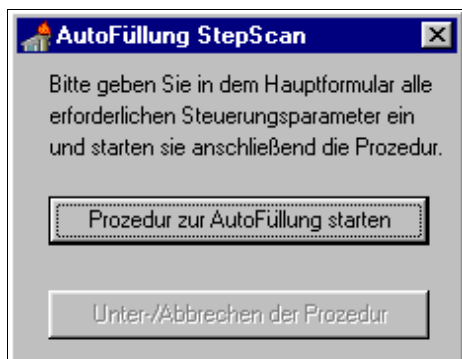 AutoFüllung StepScan
Bitte geben Sie in dem Hauptformular alle
erforderlichen Steuerungsparameter ein
und starten sie anschließend die Prozedur.
Prozedur zur AutoFüllung starten
Unter-/Abbrechen der Prozedur